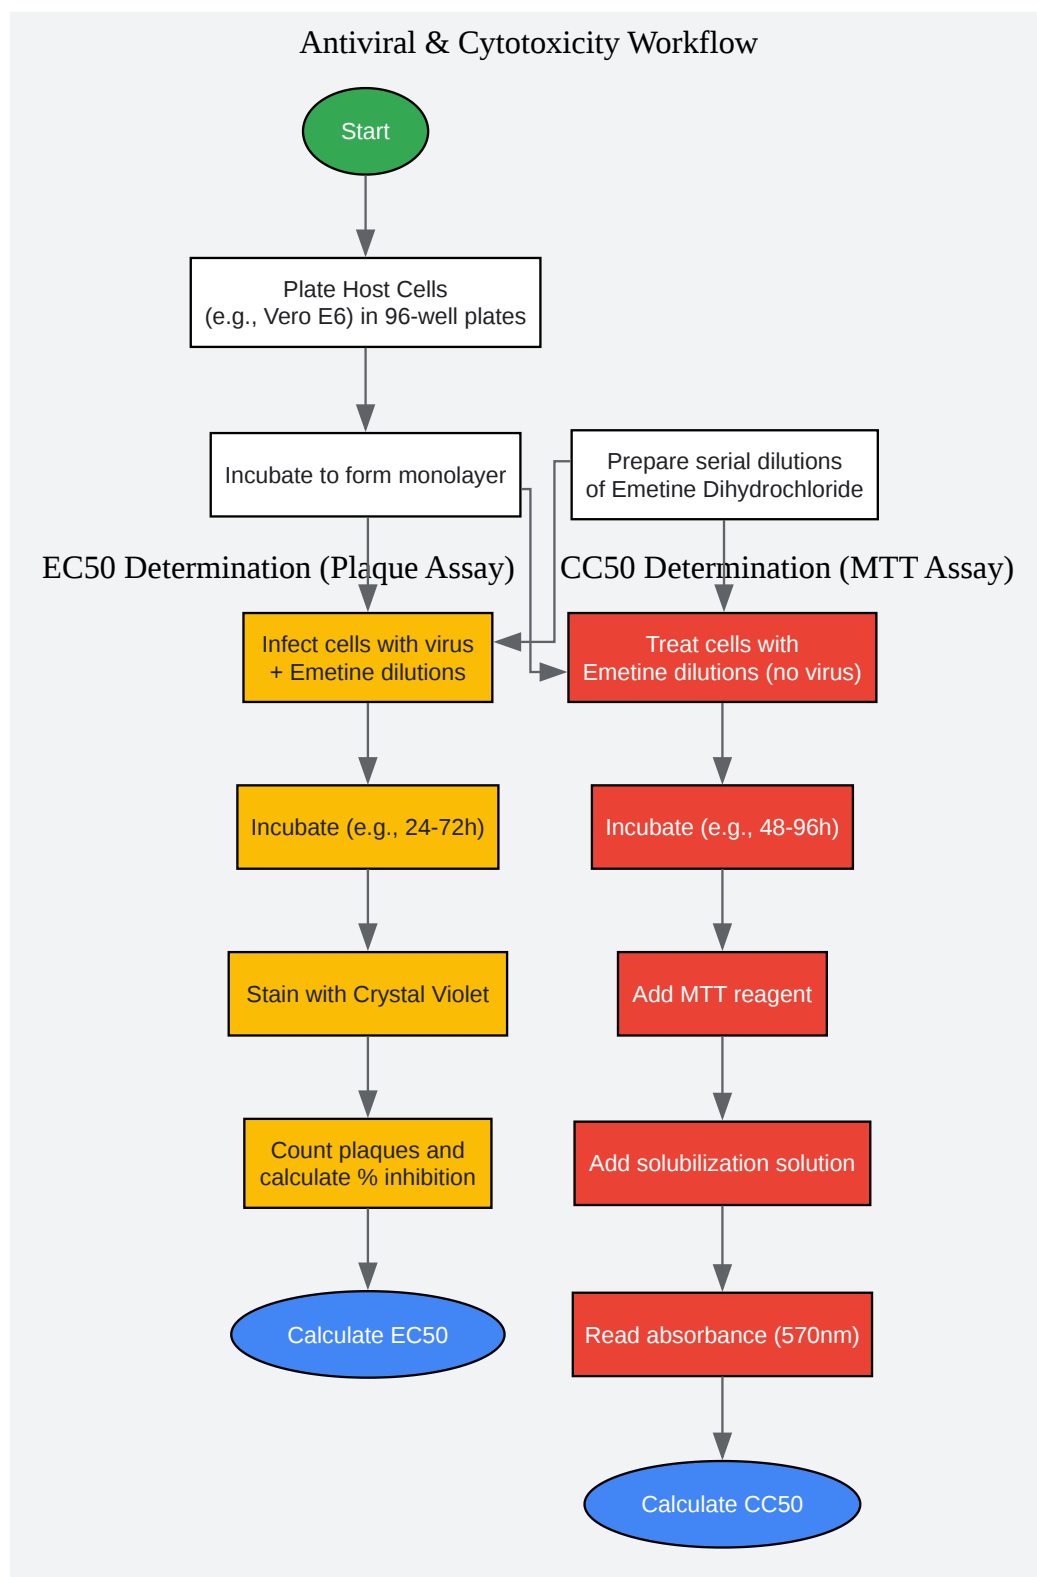 Antiviral & Cytotoxicity Workflow
Start
Plate Host Cells
(e.g., Vero E6) in 96-well plates
Incubate to form monolayer
Prepare serial dilutions
of Emetine Dihydrochloride
EC50 Determination (Plaque Assay)
Infect cells with virus
+ Emetine dilutions
Incubate (e.g., 24-72h)
Stain with Crystal Violet
Count plaques and
calculate % inhibition
Calculate EC50
CC50 Determination (MTT Assay)
Treat cells with
Emetine dilutions (no virus)
Incubate (e.g., 48-96h)
Add MTT reagent
Add solubilization solution
Read absorbance (570nm)
Calculate CC50